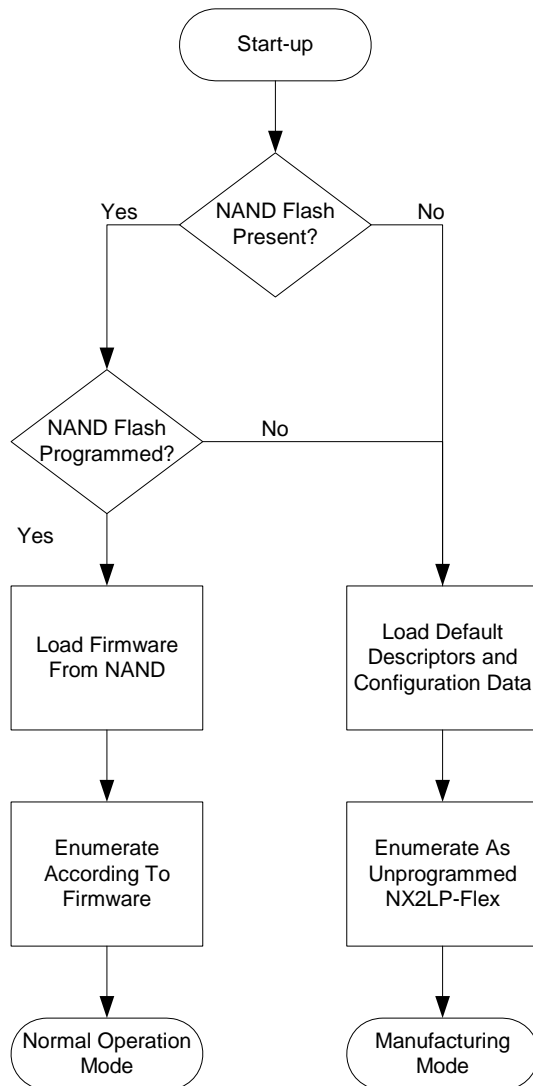 Start-up
NAND Flash
Present?
Yes
No
NAND Flash
Programmed?
No
Yes
Load Firmware
From NAND
Load Default
Descriptors and
Configuration Data
Enumerate
According To
Firmware
Enumerate As
Unprogrammed
NX2LP-Flex
Normal Operation
Mode
Manufacturing
Mode